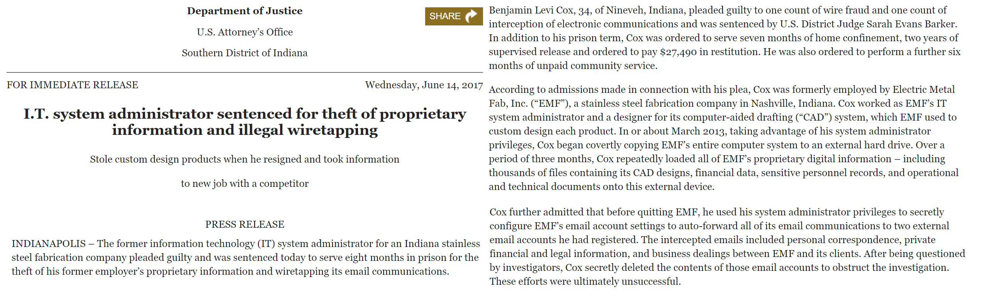 Department of Justice
SHARE
U.S. Attorney’s Office
Southern District of Indiana
FOR IMMEDIATE RELEASE
Wednesday, June 14, 2017
I.T. system administrator sentenced for theft of proprietary
information and illegal wiretapping
Stole custom design products when he resigned and took information
to new job with a competitor
PRESS RELEASE
INDIANAPOLIS – The former information technology (IT) system administrator for an Indiana stainless
steel fabrication company pleaded guilty and was sentenced today to serve eight months in prison for the
theft of his former employer’s proprietary information and wiretapping its email communications.
Benjamin Levi Cox, 34, of Nineveh, Indiana, pleaded guilty to one count of wire fraud and one count of
interception of electronic communications and was sentenced by U.S. District Judge Sarah Evans Barker.
In addition to his prison term, Cox was ordered to serve seven months of home confinement, two years of
supervised release and ordered to pay $27,490 in restitution. He was also ordered to perform a further six
months of unpaid community service.
According to admissions made in connection with his plea, Cox was formerly employed by Electric Metal
Fab, Inc. (“EMF”), a stainless steel fabrication company in Nashville, Indiana. Cox worked as EMF’s IT
system administrator and a designer for its computer-aided drafting (“CAD”) system, which EMF used to
custom design each product. In or about March 2013, taking advantage of his system administrator
privileges, Cox began covertly copying EMF’s entire computer system to an external hard drive. Over a
period of three months, Cox repeatedly loaded all of EMF’s proprietary digital information – including
thousands of files containing its CAD designs, financial data, sensitive personnel records, and operational
and technical documents onto this external device.
Cox further admitted that before quitting EMF, he used his system administrator privileges to secretly
configure EMF’s email account settings to auto-forward all of its email communications to two external
email accounts he had registered. The intercepted emails included personal correspondence, private
financial and legal information, and business dealings between EMF and its clients. After being questioned
by investigators, Cox secretly deleted the contents of those email accounts to obstruct the investigation.
These efforts were ultimately unsuccessful.